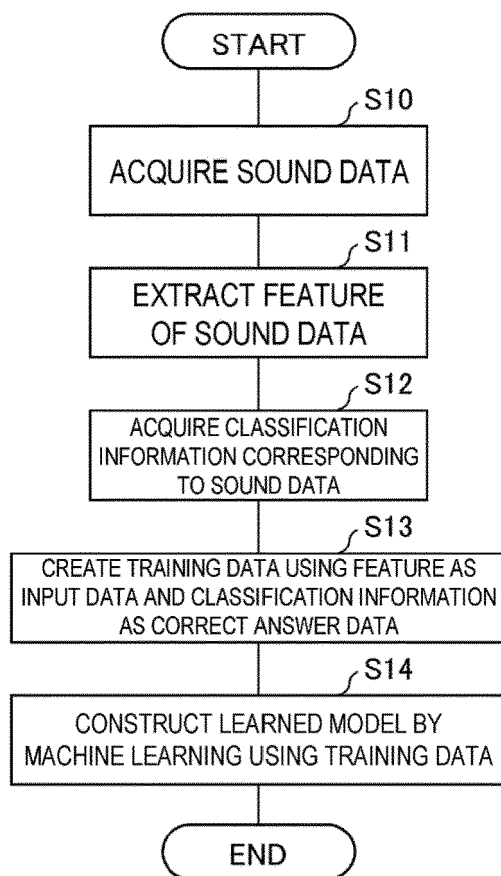 START
S10
ACQUIRE SOUND DATA
S11
EXTRACT FEATURE
OF SOUND DATA
S12
ACQUIRE CLASSIFICATION
INFORMATION CORRESPONDING
TO SOUND DATA
S13
CREATE TRAINING DATA USING FEATURE AS
INPUT DATA AND CLASSIFICATION INFORMATION
AS CORRECT ANSWER DATA
S14
CONSTRUCT LEARNED MODEL BY
MACHINE LEARNING USING TRAINING DATA
END